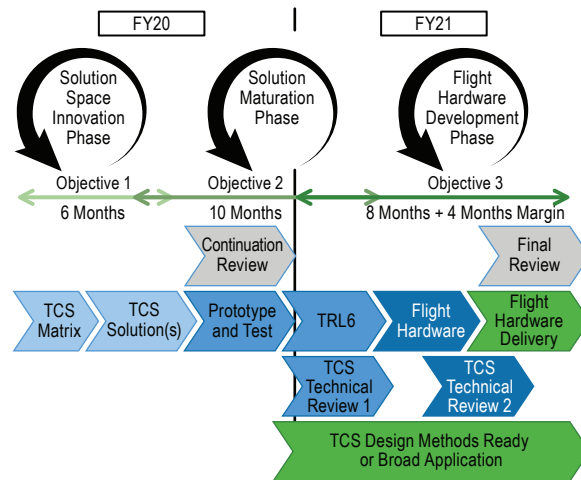 FY20
FY21
Solution
Space
Innovation
Phase
Solution
Maturation
Phase
Flight
Hardware
Development
Phase
Objective 1
Objective 2
Objective 3
6 Months
10 Months
8 Months + 4 Months Margin
Continuation
Review
Final
Review
TCS
Matrix
TCS
Solution(s)
Prototype
and Test
TRL6
Flight
Hardware
Flight
Hardware
Delivery
TCS
Technical
Review 1
TCS
Technical
Review 2
TCS Design Methods Ready
or Broad Application